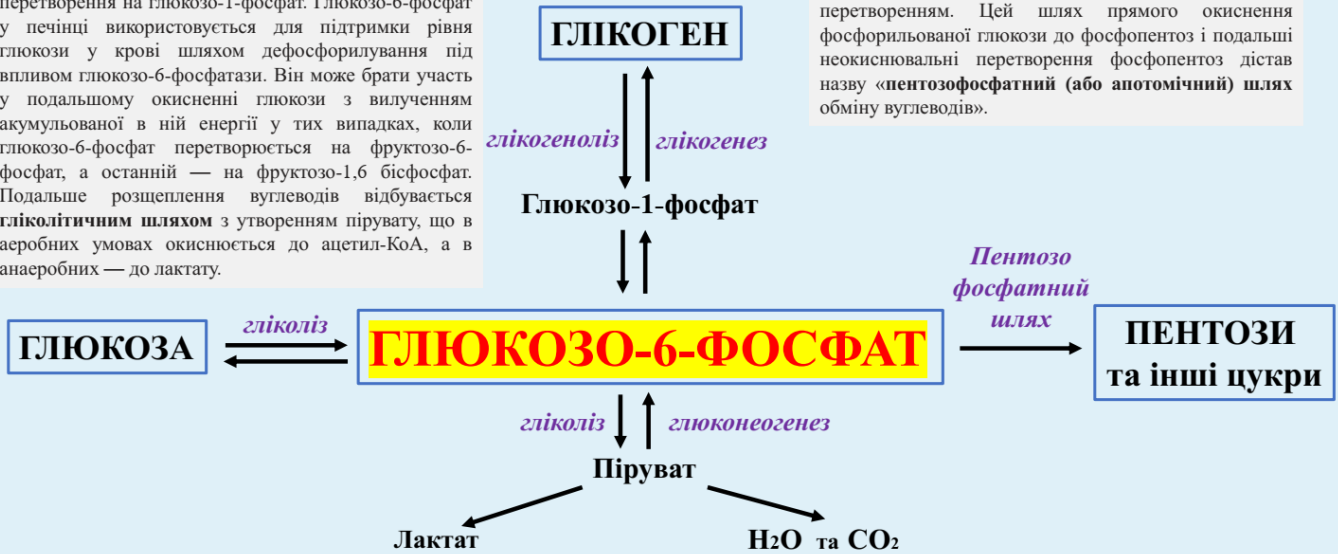 перетворення на глюкозо-1-фосфат. Глюкозо-6-фосфат
у печінці використовується для підтримки рівня
глюкози у крові шляхом дефосфорилування під
впливом глюкозо-6-фосфатази. Він може брати участь
у подальшому окисненні глюкози з вилученням
акумульованої в ній енергії у тих випадках, коли
глюкозо-6-фосфат перетворюється на фруктозо-6-
фосфат, а останній — на фруктозо-1,6 бісфосфат.
Подальше розщеплення вуглеводів відбувається
гліколітичним шляхом з утворенням пірувату, що в
аеробних умовах окиснюється до ацетил-КоА, а в
анаеробних — до лактату.
ГЛІКОГЕН
перетворенням. Цей шлях прямого окиснення
фосфорильованої глюкози до фосфопентоз і подальші
неокиснювальні перетворення фосфопентоз дістав
назву «пентозофосфатний (або апотомічний) шлях
обміну вуглеводів».
глікогеноліз
глікогенез
Глюкозо-1-фосфат
Пентозо
фосфатний
шлях
ГЛЮКОЗА
гліколіз
ГЛЮКОЗО-6-ФОСФАТ
ПЕНТОЗИ
та інші цукри
гліколіз
глюконеогенез
Піруват
Лактат
H2O та CO2